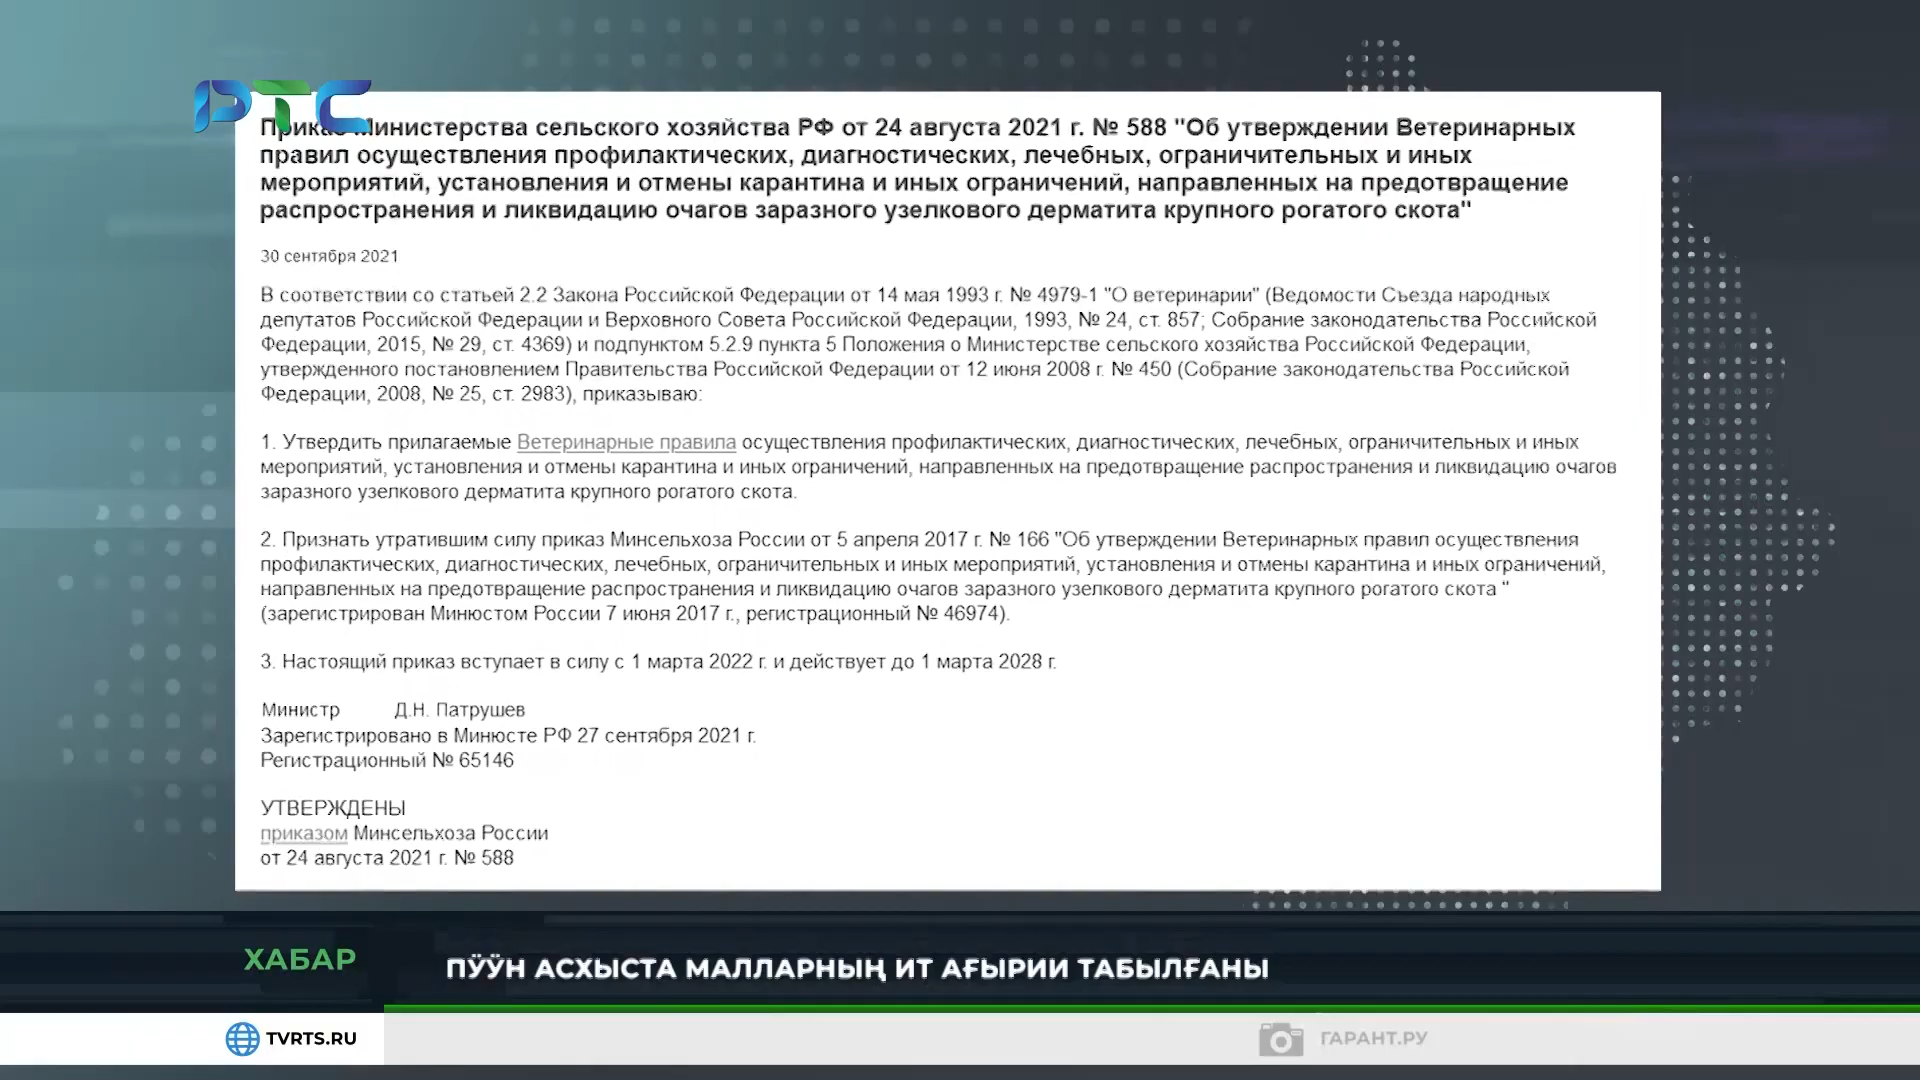 РТС
Приказ Министерства сельского хозяйства РФ от 24 августа 2021 г. № 588 "Об утверждении Ветеринарных
правил осуществления профилактических, диагностических, лечебных, ограничительных и иных
мероприятий, установления и отмены карантина и иных ограничений, направленных на предотвращение
распространения и ликвидацию очагов заразного узелкового дерматита крупного рогатого скота"
30 сентября 2021
В соответствии со статьей 2.2 Закона Российской Федерации от 14 мая 1993 г. № 4979-1 "О ветеринарии" (Ведомости Съезда народных
депутатов Российской Федерации и Верховного Совета Российской Федерации, 1993, № 24, ст. 857; Собрание законодательства Российской
Федерации, 2015, № 29, ст. 4369) и подпунктом 5.2.9 пункта 5 Положения о Министерстве сельского хозяйства Российской Федерации,
утвержденного постановлением Правительства Российской Федерации от 12 июня 2008 г. № 450 (Собрание законодательства Российской
Федерации, 2008, № 25, ст. 2983), приказываю:
1. Утвердить прилагаемые Ветеринарные правила осуществления профилактических, диагностических, лечебных, ограничительных и иных
мероприятий, установления и отмены карантина и иных ограничений, направленных на предотвращение распространения и ликвидацию очагов
заразного узелкового дерматита крупного рогатого скота.
2. Признать утратившим силу приказ Минсельхоза России от 5 апреля 2017 г. № 166 "Об утверждении Ветеринарных правил осуществления
профилактических, диагностических, лечебных, ограничительных и иных мероприятий, установления и отмены карантина и иных ограничений,
направленных на предотвращение распространения и ликвидацию очагов заразного узелкового дерматита крупного рогатого скота "
(зарегистрирован Минюстом России 7 июня 2017 г., регистрационный № 46974).
3. Настоящий приказ вступает в силу с 1 марта 2022 г. и действует до 1 марта 2028 г.
Министр Д.Н. Патрушев
Зарегистрировано в Минюсте РФ 27 сентября 2021 г.
Регистрационный № 65146
УТВЕРЖДЕНЫ
приказом Минсельхоза России
от 24 августа 2021 г. № 588
ХАБАР
ПӰӰН АСХЫСТА МАЛЛАРНЫҢ ИТ АҒЫРИИ ТАБЫЛҒАНЫ
TVRTS.RU
ГАРАНТ.РУ